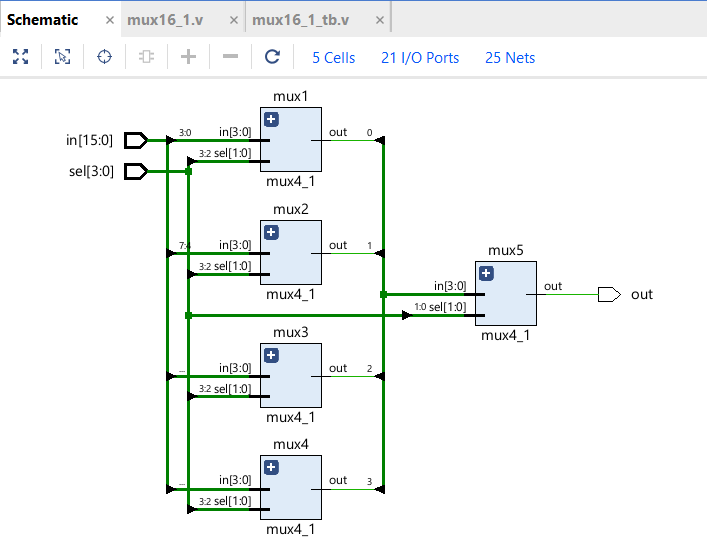 Schematic × mux16_1.v × mux16_1_tb.v ×
5 Cells 21 I/O Ports 25 Nets
mux1
in[15:0] 3:0 in[3:0] out 0
sel[3:0] 3:2 sel[1:0]
mux4_1
mux2
7:4 in[3:0] out 1
3:2 sel[1:0]
mux4_1
mux5
in[3:0] out out
1:0 sel[1:0]
mux4_1
mux3
... in[3:0] out 2
3:2 sel[1:0]
mux4_1
mux4
... in[3:0] out 3
3:2 sel[1:0]
mux4_1